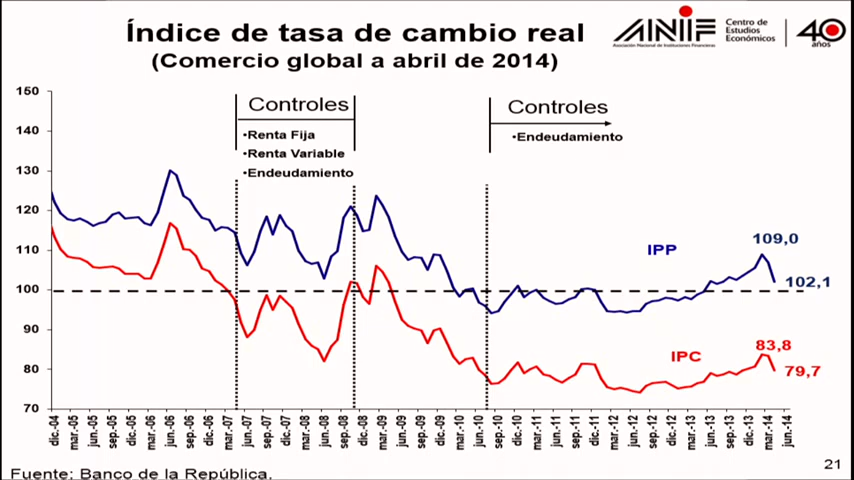 Índice de tasa de cambio real
(Comercio global a abril de 2014)
ANIF
Asociación Nacional de Instituciones Financieras
Centro de
Estudios
Económicos
40
años
150
140
130
120
110
100
90
80
70
Controles
•Renta Fija
•Renta Variable
•Endeudamiento
Controles
•Endeudamiento
IPP
109,0
102,1
IPC
83,8
79,7
dic.-04
mar.-05
jun.-05
sep.-05
dic.-05
mar.-06
jun.-06
sep.-06
dic.-06
mar.-07
jun.-07
sep.-07
dic.-07
mar.-08
jun.-08
sep.-08
dic.-08
mar.-09
jun.-09
sep.-09
dic.-09
mar.-10
jun.-10
sep.-10
dic.-10
mar.-11
jun.-11
sep.-11
dic.-11
mar.-12
jun.-12
sep.-12
dic.-12
mar.-13
jun.-13
sep.-13
dic.-13
mar.-14
jun.-14
Fuente: Banco de la República.
21